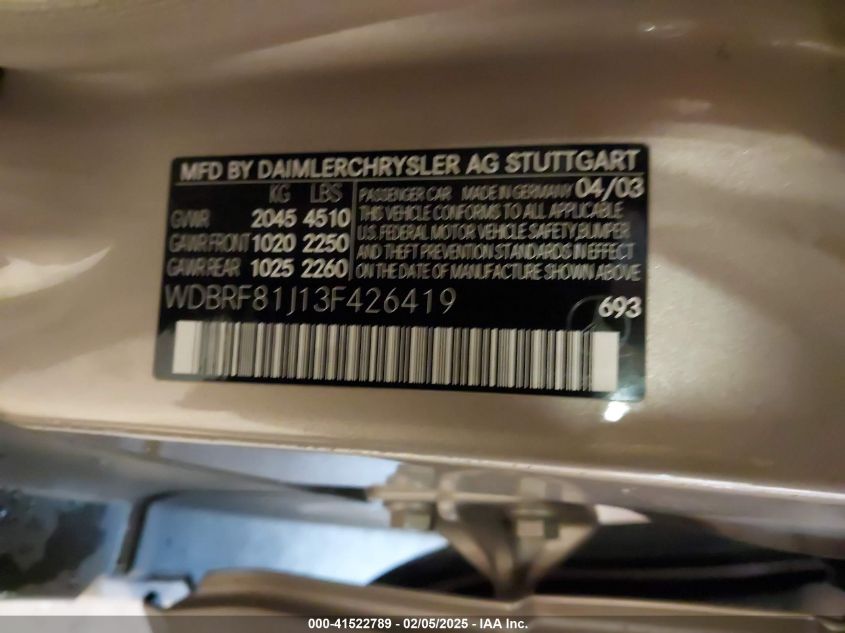 MFD BY DAIMLERCHRYSLER AG STUTTGART
KG LBS
GVWR 2045 4510
GAWR FRONT 1020 2250
GAWR REAR 1025 2260
PASSENGER CAR MADE IN GERMANY 04/03
THIS VEHICLE CONFORMS TO ALL APPLICABLE
U.S. FEDERAL MOTOR VEHICLE SAFETY, BUMPER
AND THEFT PREVENTION STANDARDS IN EFFECT
ON THE DATE OF MANUFACTURE SHOWN ABOVE
WDBRF81J13F426419
693
000-41522789 - 02/05/2025 - IAA Inc.